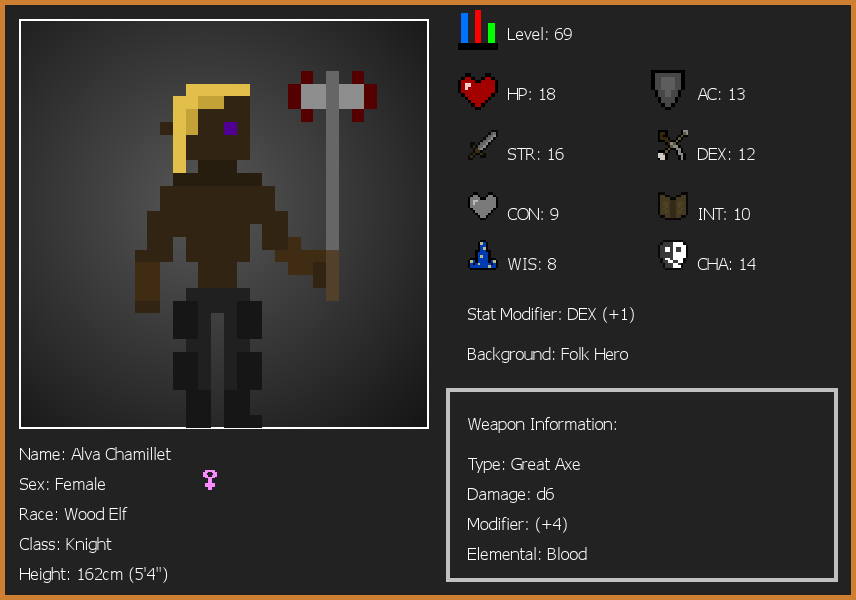 Level: 69
HP: 18
AC: 13
STR: 16
DEX: 12
CON: 9
INT: 10
WIS: 8
CHA: 14
Stat Modifier: DEX (+1)
Background: Folk Hero
Weapon Information:
Type: Great Axe
Damage: d6
Modifier: (+4)
Elemental: Blood
Name: Alva Chamillet
Sex: Female
Race: Wood Elf
Class: Knight
Height: 162cm (5'4")